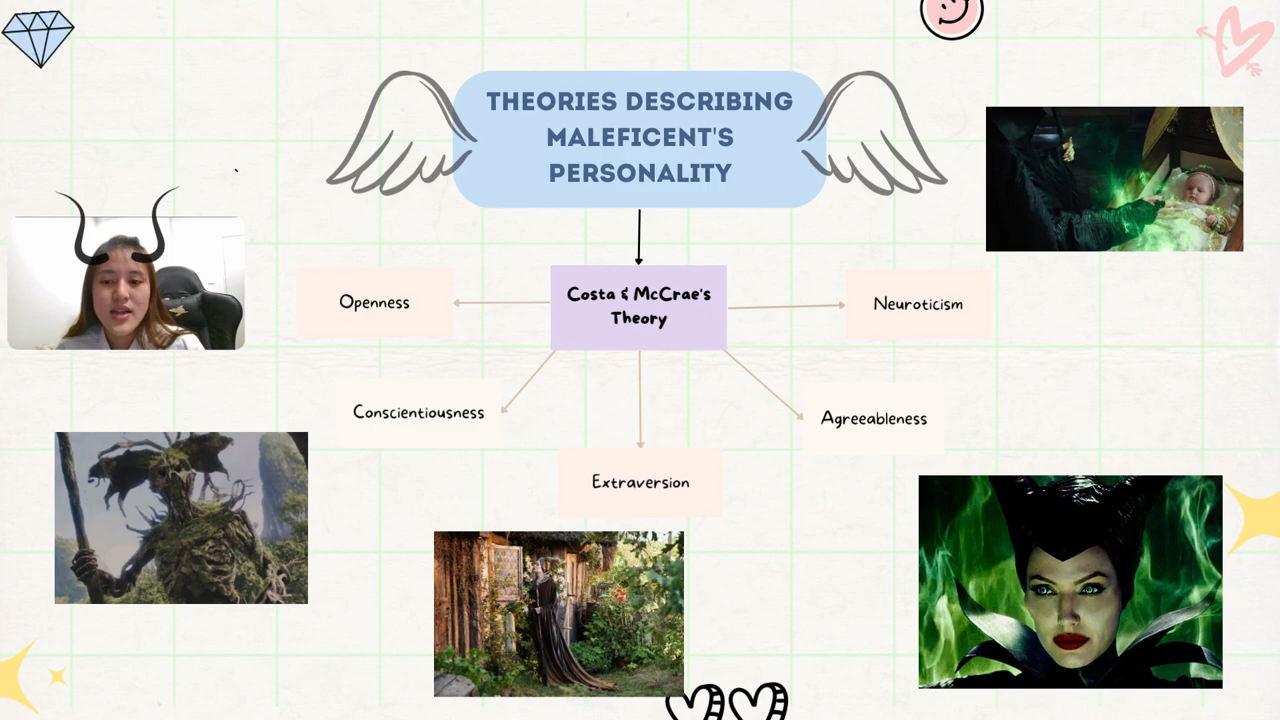 THEORIES DESCRIBING
MALEFICENT'S
PERSONALITY
Costa & McCrae's
Theory
Openness
Neuroticism
Conscientiousness
Agreeableness
Extraversion